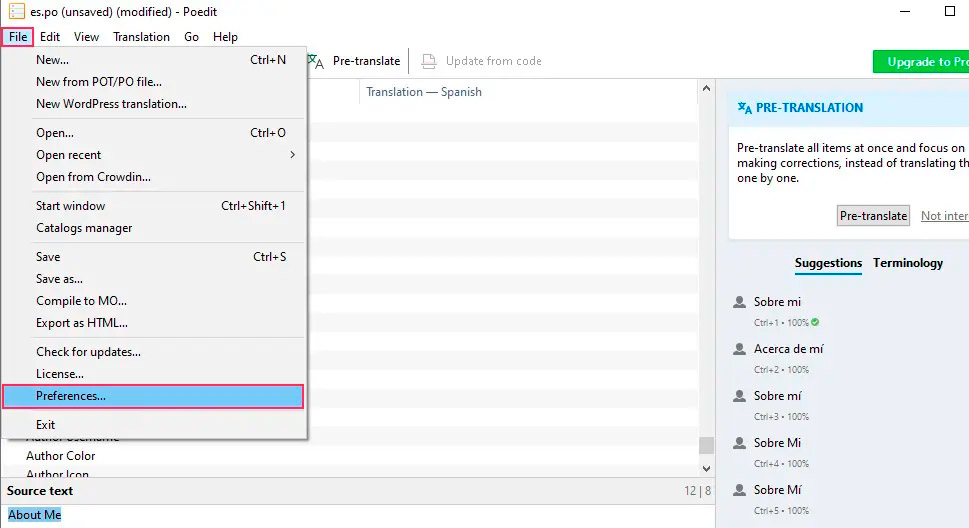 es.po (unsaved) (modified) - Poedit
File Edit View Translation Go Help
New... Ctrl+N
New from POT/PO file...
New WordPress translation...
Open... Ctrl+O
Open recent
Open from Crowdin...
Start window Ctrl+Shift+1
Catalogs manager
Save Ctrl+S
Save as...
Compile to MO...
Export as HTML...
Check for updates...
License...
Preferences...
Exit
Pre-translate Update from code
Upgrade to Pro
Translation — Spanish
Author Username
Author Color
Author Icon
Source text 12 | 8
About Me
PRE-TRANSLATION
Pre-translate all items at once and focus on
making corrections, instead of translating th
one by one.
Pre-translate Not inter
Suggestions Terminology
Sobre mi
Ctrl+1 • 100%
Acerca de mí
Ctrl+2 • 100%
Sobre mí
Ctrl+3 • 100%
Sobre Mi
Ctrl+4 • 100%
Sobre Mí
Ctrl+5 • 100%